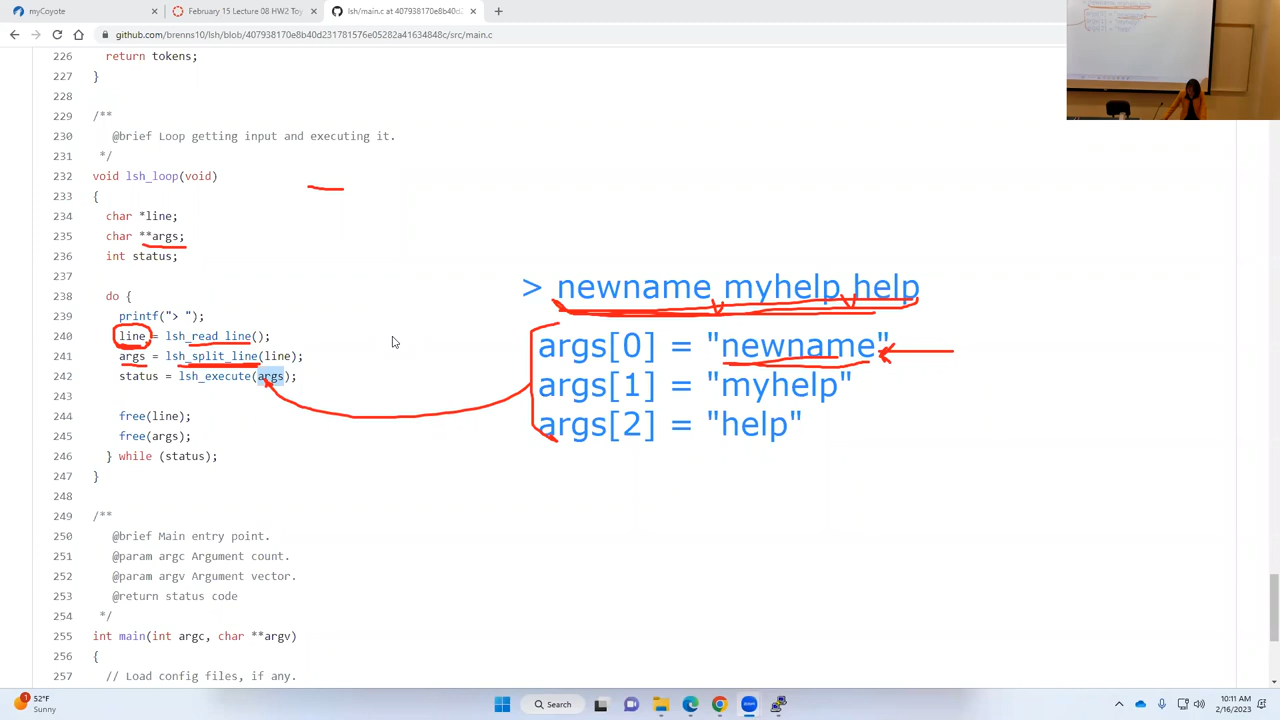 myCoyote
February 15 Lecture 08 HW2 Toy
lsh/main.c at 407938170e8b40d2
github.com/brenns10/lsh/blob/407938170e8b40d231781576e05282a41634848c/src/main.c
226 return tokens;
227 }
228
229 /**
230 @brief Loop getting input and executing it.
231 */
232 void lsh_loop(void)
233 {
234 char *line;
235 char **args;
236 int status;
237
238 do {
239 printf("> ");
240 line = lsh_read_line();
241 args = lsh_split_line(line);
242 status = lsh_execute(args);
243
244 free(line);
245 free(args);
246 } while (status);
247 }
248
249 /**
250 @brief Main entry point.
251 @param argc Argument count.
252 @param argv Argument vector.
253 @return status code
254 */
255 int main(int argc, char **argv)
256 {
257 // Load config files, if any.
> newname myhelp help
args[0] = "newname"
args[1] = "myhelp"
args[2] = "help"
1
52°F
Sunny
Search
zoom
10:11 AM
2/16/2023